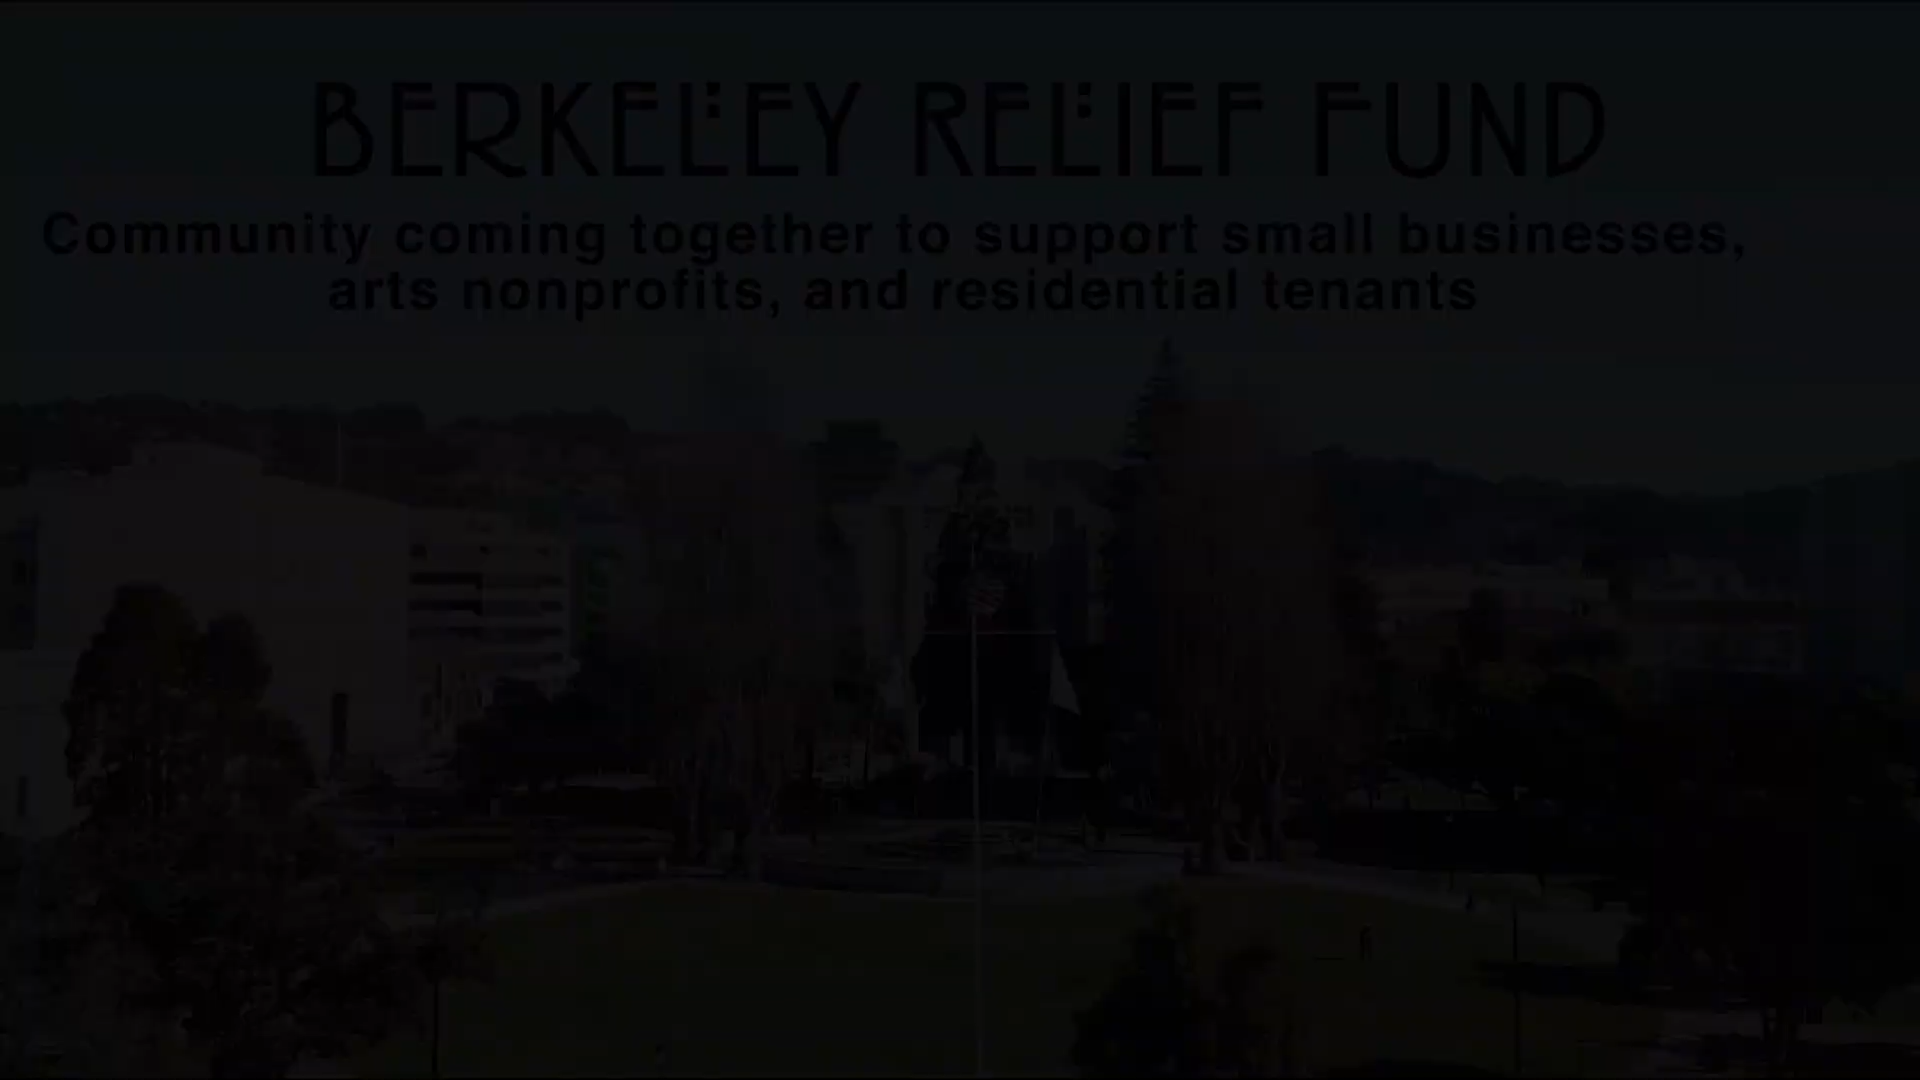 BERKELEY RELIEF FUND
Community coming together to support small businesses,
arts nonprofits, and residential tenants